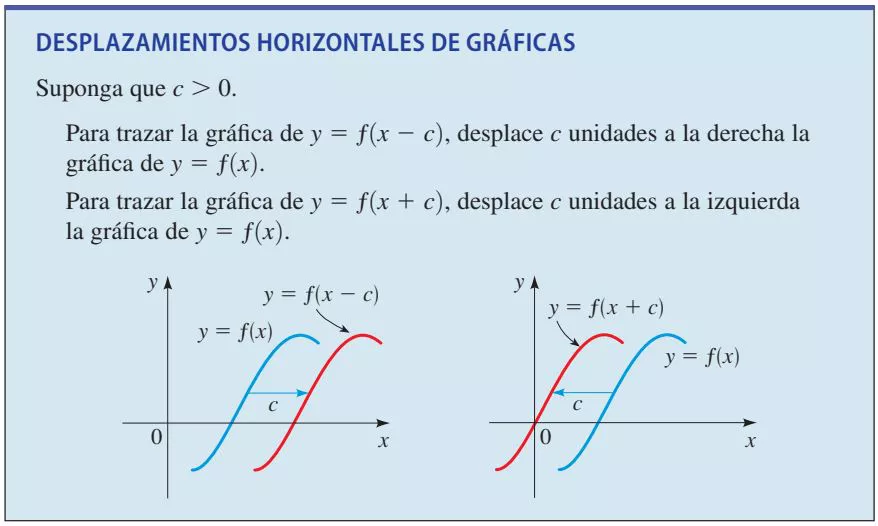 DESPLAZAMIENTOS HORIZONTALES DE GRÁFICAS
Suponga que c > 0.
Para trazar la gráfica de y = f(x − c), desplace c unidades a la derecha la
gráfica de y = f(x).
Para trazar la gráfica de y = f(x + c), desplace c unidades a la izquierda
la gráfica de y = f(x).
y
y = f(x − c)
y = f(x)
c
0
x
y
y = f(x + c)
y = f(x)
c
0
x